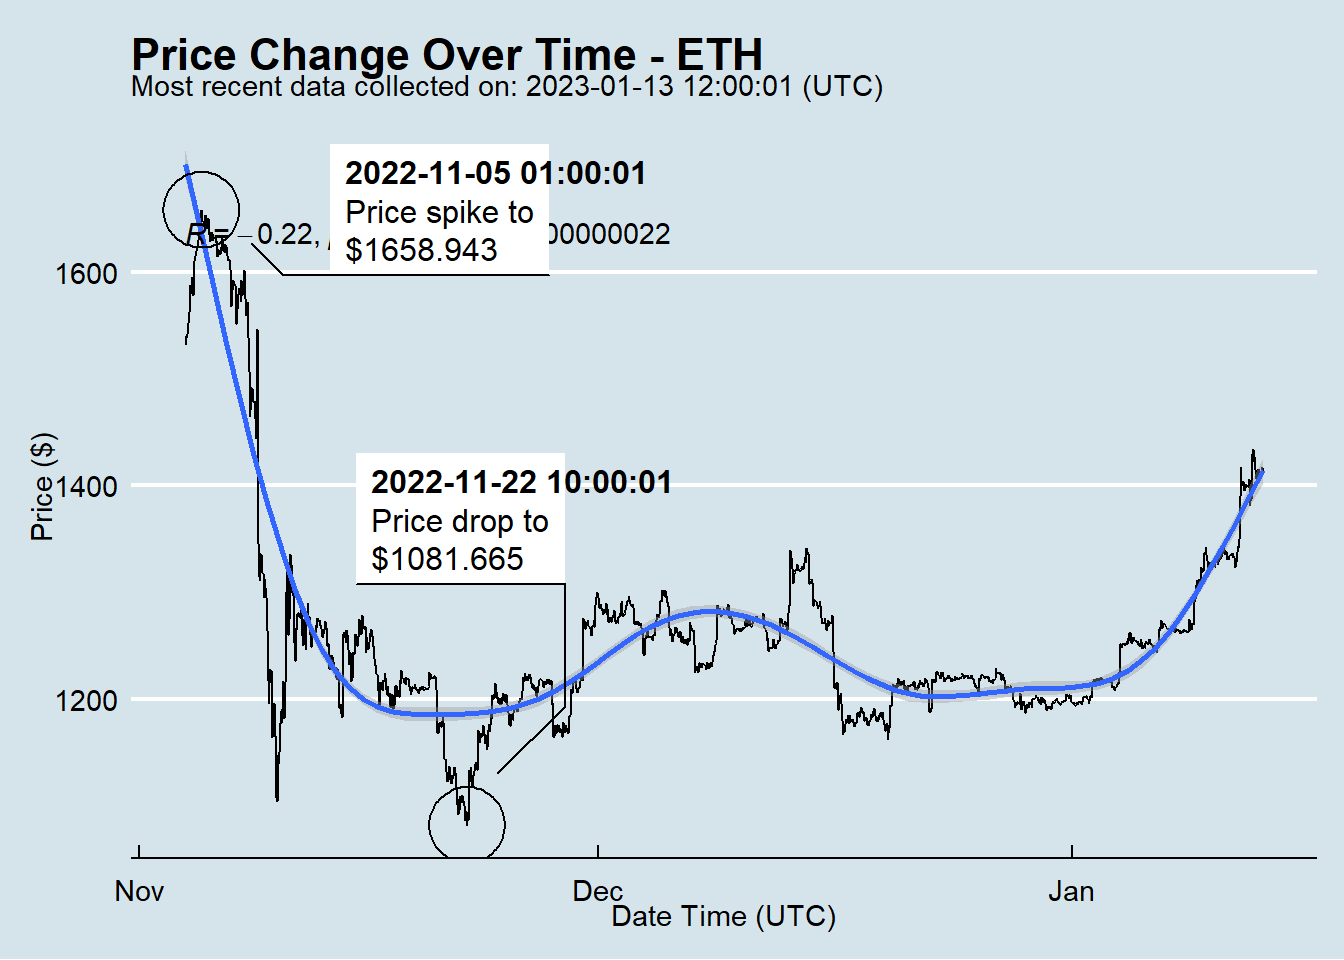 Price Change Over Time - ETH
Most recent data collected on: 2023-01-13 12:00:01 (UTC)
2022-11-05 01:00:01
Price spike to
$1658.943
R = −0.22, 00000022
1600
2022-11-22 10:00:01
Price drop to
$1081.665
Price ($)
1400
1200
Nov
Dec
Jan
Date Time (UTC)